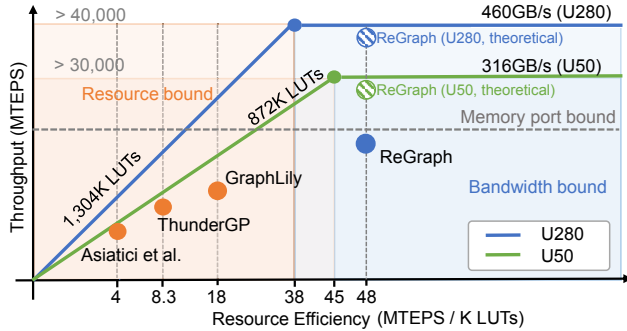 > 40,000
460GB/s (U280)
ReGraph (U280, theoretical)
> 30,000
316GB/s (U50)
Resource bound
872K LUTs
ReGraph (U50, theoretical)
Memory port bound
Throughput (MTEPS)
ReGraph
GraphLily
1,304K LUTs
Bandwidth bound
ThunderGP
Asiatici et al.
U280
U50
4 8.3 18 38 45 48
Resource Efficiency (MTEPS / K LUTs)